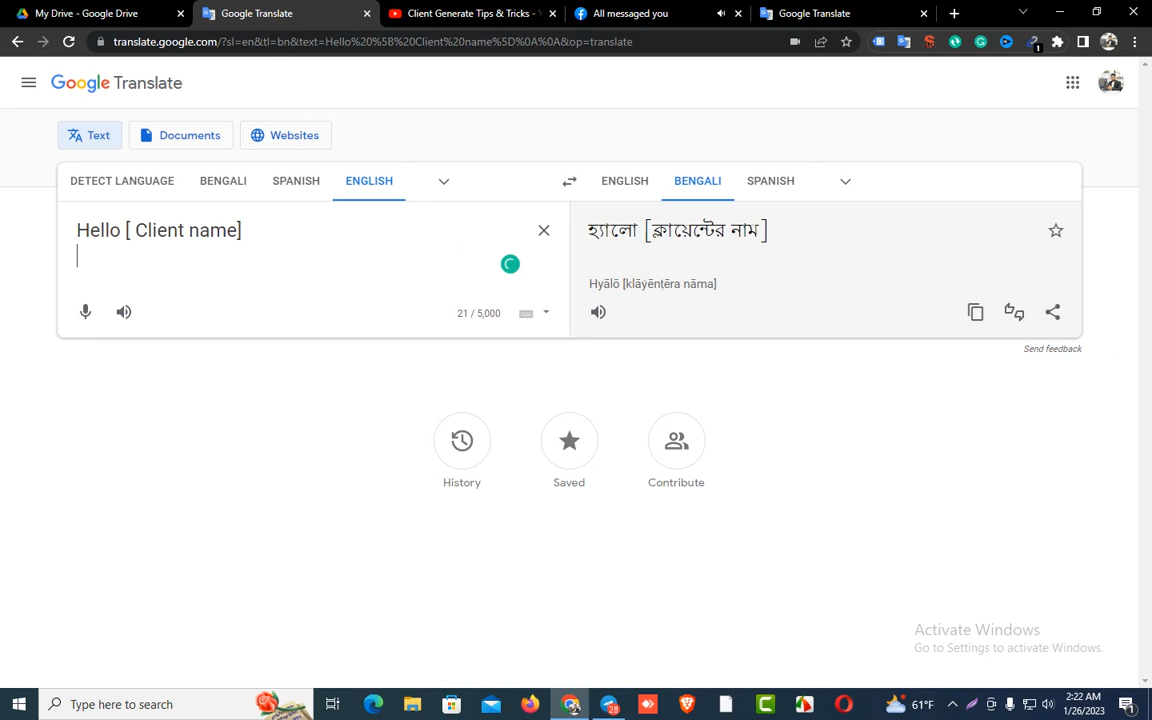 My Drive - Google Drive
Google Translate
Client Generate Tips & Tricks -
All messaged you
Google Translate
translate.google.com/?sl=en&tl=bn&text=Hello%20%5B%20Client%20name%5D%0A%0A&op=translate
1
Google Translate
Text
Documents
Websites
DETECT LANGUAGE
BENGALI
SPANISH
ENGLISH
ENGLISH
BENGALI
SPANISH
Hello [ Client name]
হ্যালো [ক্লায়েন্টের নাম]
Hyālō [klāẏēnṭēra nāma]
21 / 5,000
Send feedback
History
Saved
Contribute
Activate Windows
Go to Settings to activate Windows.
Type here to search
28
61°F
2:22 AM
1/26/2023
1